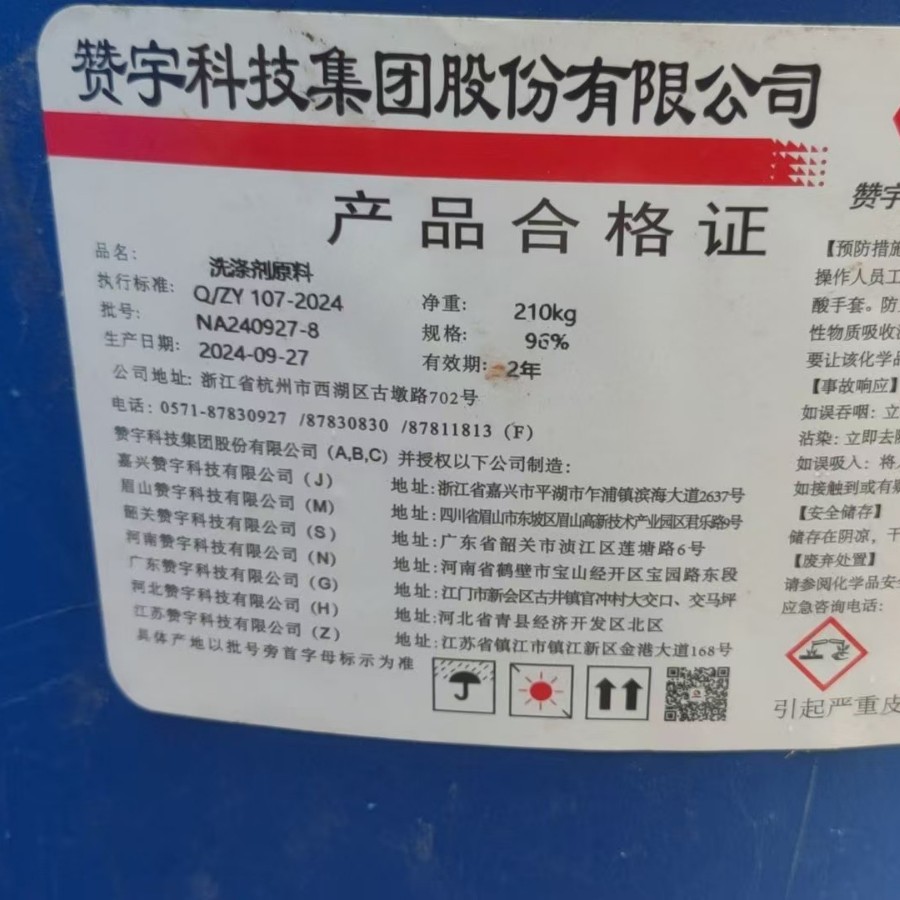 赞宇科技集团股份有限公司
产品合格证
品名: 洗涤剂原料
执行标准: Q/ZY 107-2024
批号: NA240927-8
生产日期: 2024-09-27
净重: 210kg
规格: 96%
有效期: 2年
公司地址: 浙江省杭州市西湖区古墩路702号
电话: 0571-87830927 /87830830 /87811813 (F)
赞宇科技集团股份有限公司 (A,B,C) 并授权以下公司制造:
嘉兴赞宇科技有限公司 (J) 地址:浙江省嘉兴市平湖市乍浦镇滨海大道2637号
眉山赞宇科技有限公司 (M) 地址:四川省眉山市东坡区眉山高新技术产业园区君乐路9号
韶关赞宇科技有限公司 (S) 地址:广东省韶关市浈江区莲塘路6号
河南赞宇科技有限公司 (N) 地址:河南省鹤壁市宝山经开区宝园路东段
广东赞宇科技有限公司 (G) 地址:江门市新会区古井镇官冲村大交口、交马坪
河北赞宇科技有限公司 (H) 地址:河北省青县经济开发区北区
江苏赞宇科技有限公司 (Z) 地址:江苏省镇江市镇江新区金港大道168号
具体产地以批号旁首字母标示为准
赞宇
【预防措施
操作人员工
酸手套。防
性物质吸收
要让该化学品
【事故响应】
如误吞咽: 立
沾染: 立即去除
如误吸入: 将
如接触到或有疑
【安全储存】
储存在阴凉, 干
【废弃处置】
请参阅化学品安全
应急咨询电话:
引起严重皮